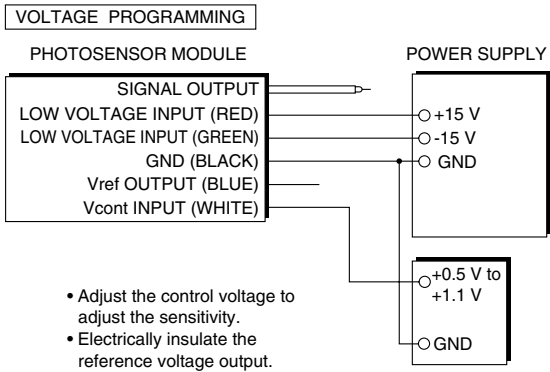 VOLTAGE PROGRAMMING
PHOTOSENSOR MODULE
POWER SUPPLY
SIGNAL OUTPUT
LOW VOLTAGE INPUT (RED)
LOW VOLTAGE INPUT (GREEN)
GND (BLACK)
Vref OUTPUT (BLUE)
Vcont INPUT (WHITE)
+15 V
-15 V
GND
+0.5 V to
+1.1 V
GND
• Adjust the control voltage to
adjust the sensitivity.
• Electrically insulate the
reference voltage output.